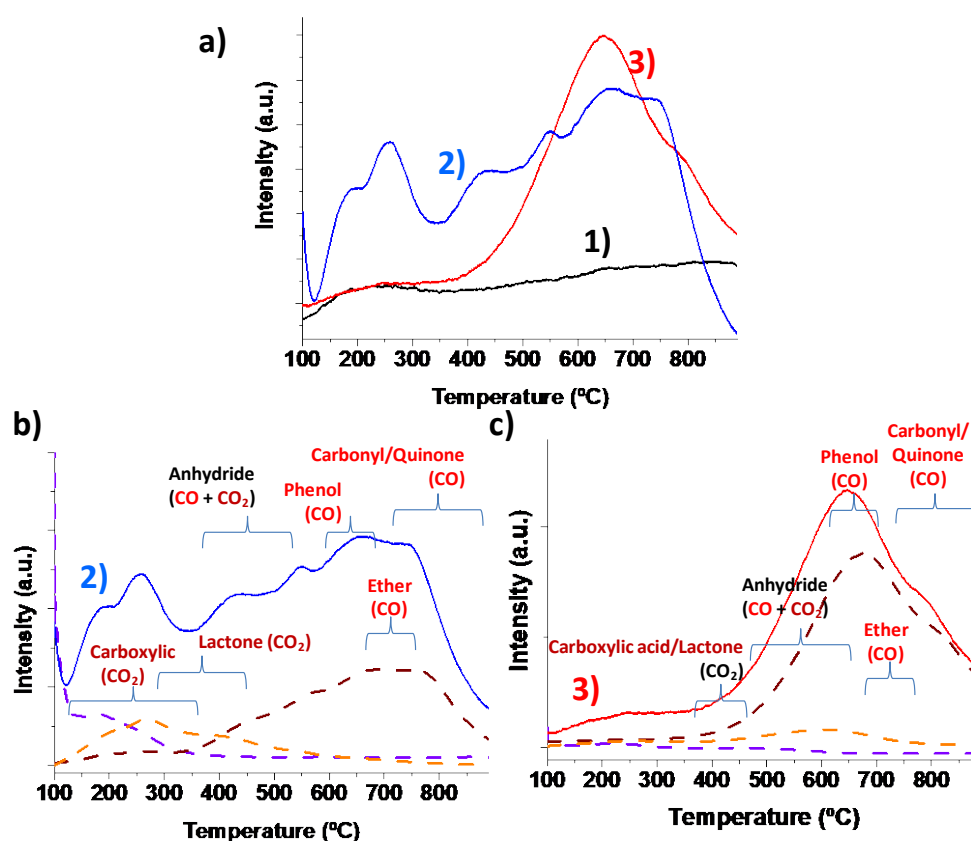 a)
3)
2)
1)
Intensity (a.u.)
100 200 300 400 500 600 700 800
Temperature (ºC)
b)
Carbonyl/Quinone
(CO)
Anhydride
(CO + CO₂)
Phenol
(CO)
2)
Ether
(CO)
Lactone (CO₂)
Carboxylic
(CO₂)
Intensity (a.u.)
100 200 300 400 500 600 700 800
Temperature (ºC)
c)
Carbonyl/
Quinone
(CO)
Phenol
(CO)
Anhydride
(CO + CO₂)
Ether
(CO)
Carboxylic acid/Lactone
(CO₂)
3)
Intensity (a.u.)
100 200 300 400 500 600 700 800
Temperature (ºC)